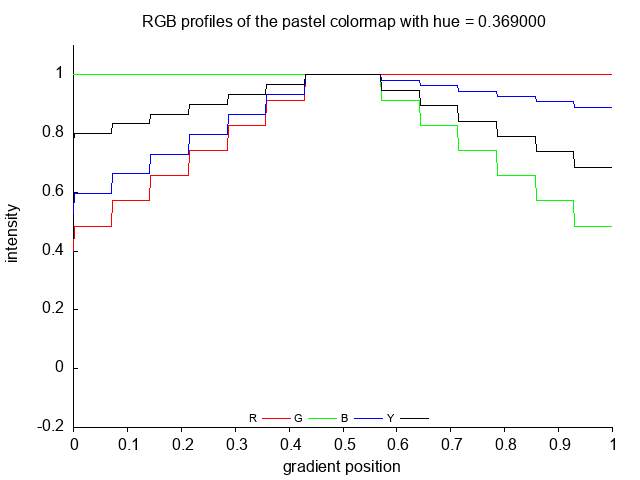 RGB profiles of the pastel colormap with hue = 0.369000
1
0.8
0.6
0.4
0.2
0
-0.2
intensity
R G B Y
0 0.1 0.2 0.3 0.4 0.5 0.6 0.7 0.8 0.9 1
gradient position